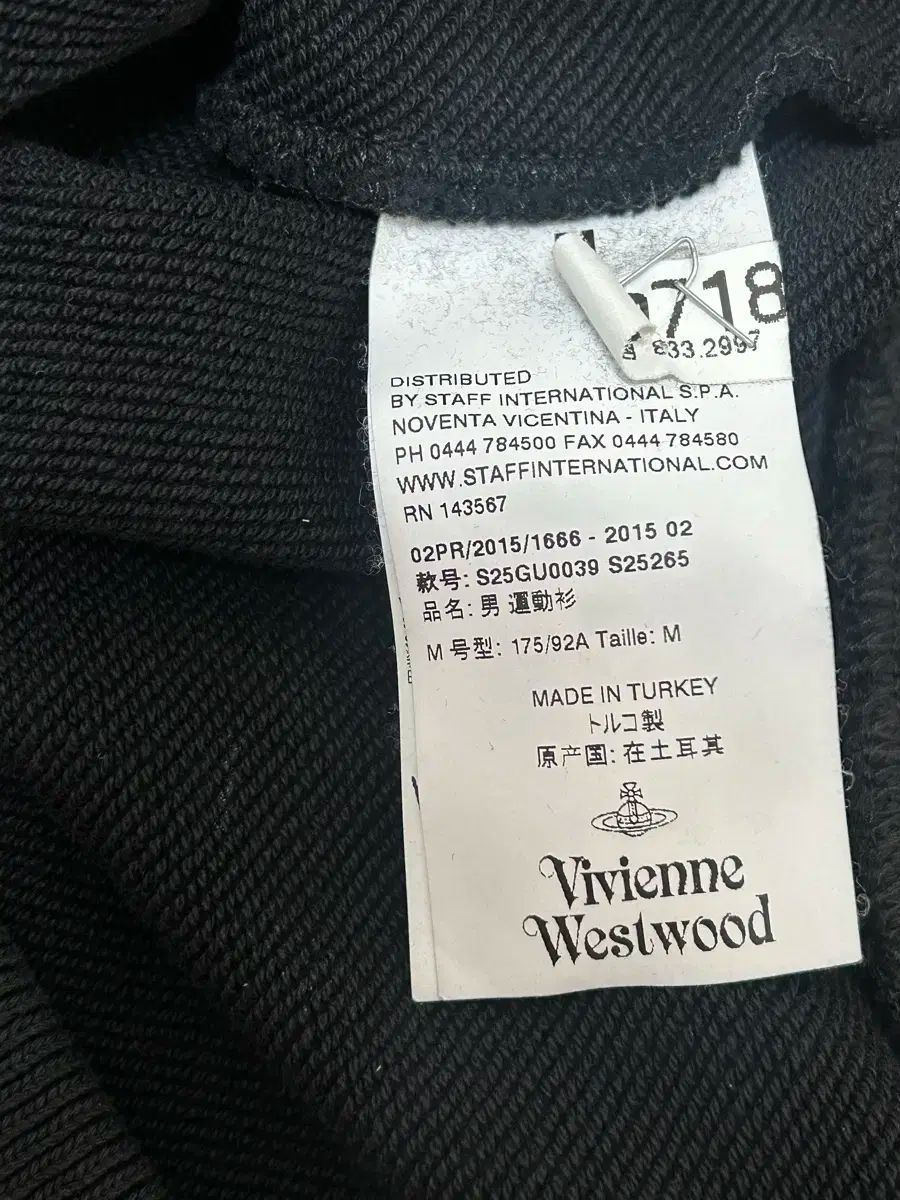 718
833.2997
DISTRIBUTED
BY STAFF INTERNATIONAL S.P.A.
NOVENTA VICENTINA - ITALY
PH 0444 784500 FAX 0444 784580
WWW.STAFFINTERNATIONAL.COM
RN 143567
02PR/2015/1666 - 2015 02
款号: S25GU0039 S25265
品名: 男 運動衫
M 号型: 175/92A Taille: M
MADE IN TURKEY
トルコ製
原产国: 在土耳其
Vivienne
Westwood